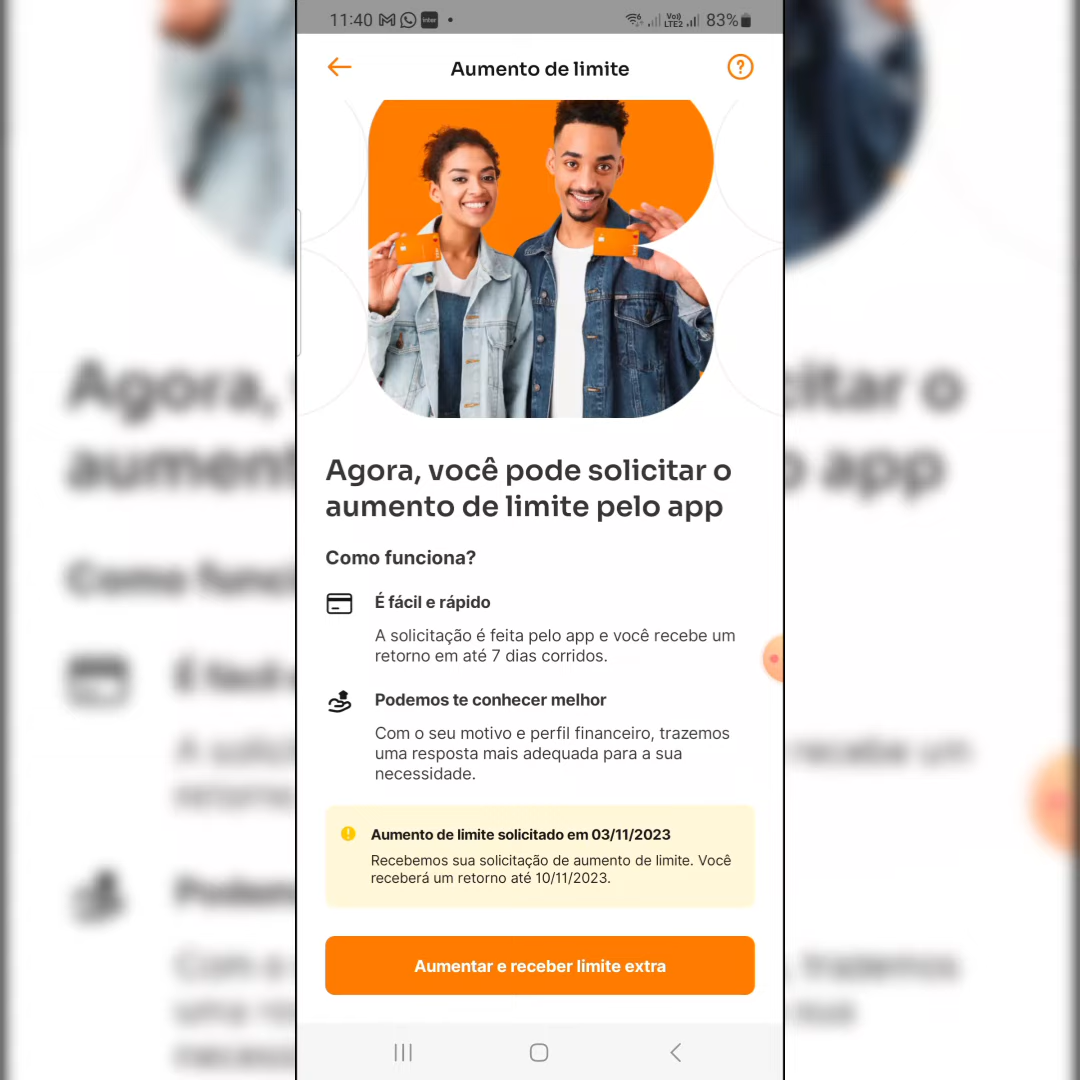 11:40
inter
Vo))
LTE2
83%
Aumento de limite
?
Agora, você pode solicitar o
aumento de limite pelo app
Como funciona?
É fácil e rápido
A solicitação é feita pelo app e você recebe um
retorno em até 7 dias corridos.
Podemos te conhecer melhor
Com o seu motivo e perfil financeiro, trazemos
uma resposta mais adequada para a sua
necessidade.
Aumento de limite solicitado em 03/11/2023
Recebemos sua solicitação de aumento de limite. Você
receberá um retorno até 10/11/2023.
Aumentar e receber limite extra